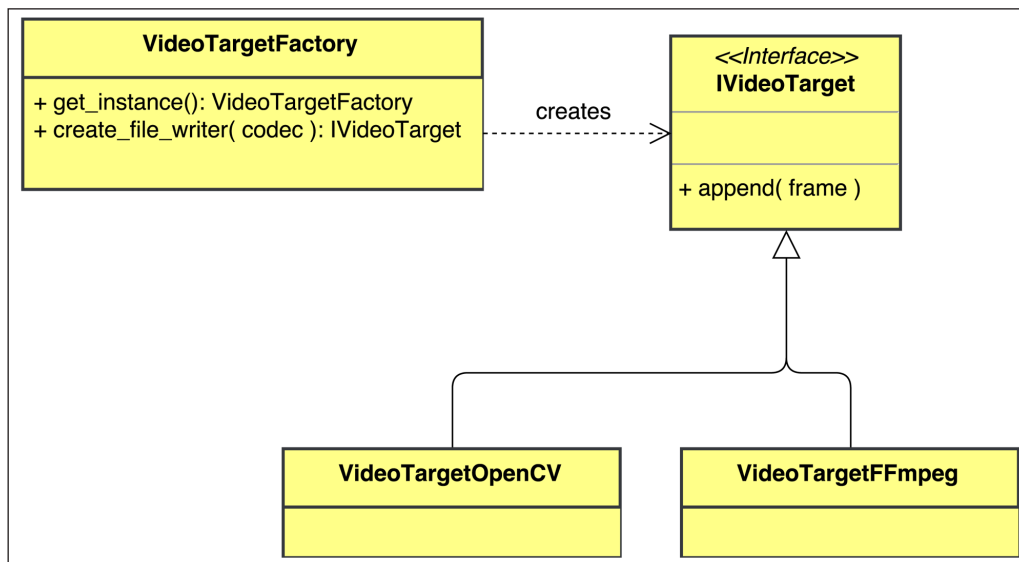 VideoTargetFactory
+ get_instance(): VideoTargetFactory
+ create_file_writer( codec ): IVideoTarget
creates
<<Interface>>
IVideoTarget
+ append( frame )
VideoTargetOpenCV
VideoTargetFFmpeg